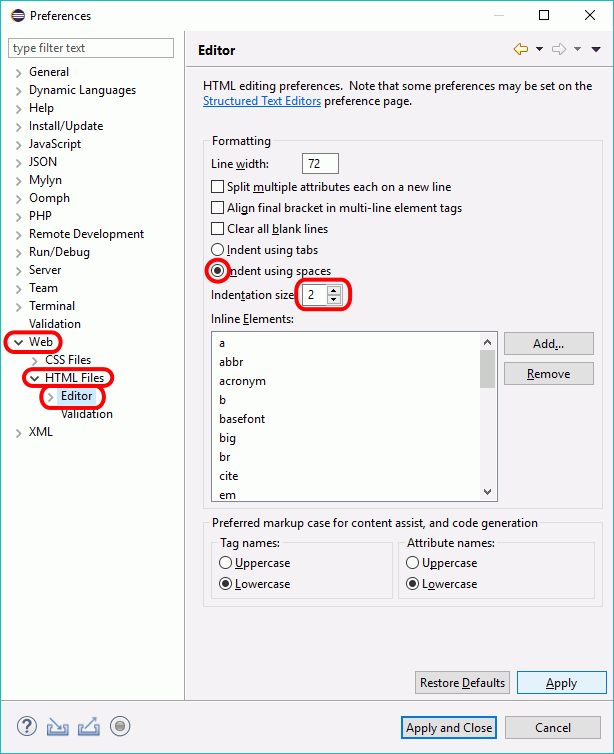 Preferences
type filter text
General
Dynamic Languages
Help
Install/Update
JavaScript
JSON
Mylyn
Oomph
PHP
Remote Development
Run/Debug
Server
Team
Terminal
Validation
Web
CSS Files
HTML Files
Editor
Validation
XML
Editor
HTML editing preferences.  Note that some preferences may be set on the
Structured Text Editors preference page.
Formatting
Line width: 72
Split multiple attributes each on a new line
Align final bracket in multi-line element tags
Clear all blank lines
Indent using tabs
Indent using spaces
Indentation size: 2
Inline Elements:
a
abbr
acronym
b
basefont
big
br
cite
em
Add...
Remove
Preferred markup case for content assist, and code generation
Tag names:
Uppercase
Lowercase
Attribute names:
Uppercase
Lowercase
Restore Defaults
Apply
?
Apply and Close
Cancel